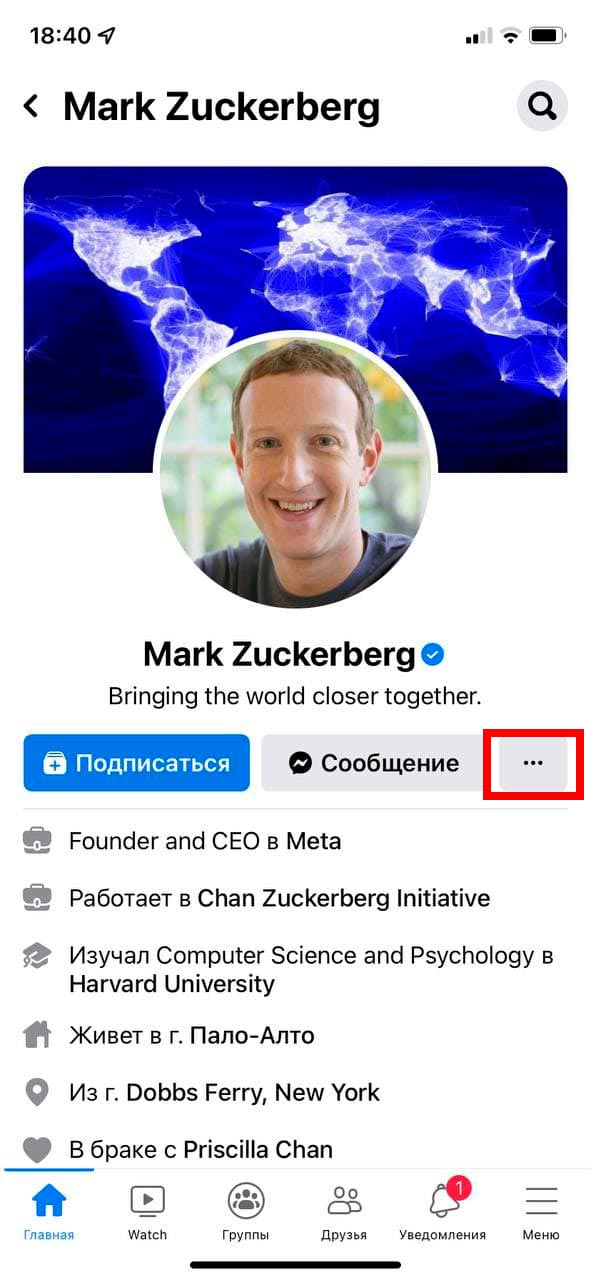 18:40
Mark Zuckerberg
Mark Zuckerberg
Bringing the world closer together.
Подписаться
Сообщение
...
Founder and CEO в Meta
Работает в Chan Zuckerberg Initiative
Изучал Computer Science and Psychology в
Harvard University
Живет в г. Пало-Алто
Из г. Dobbs Ferry, New York
В браке с Priscilla Chan
1
Главная
Watch
Группы
Друзья
Уведомления
Меню